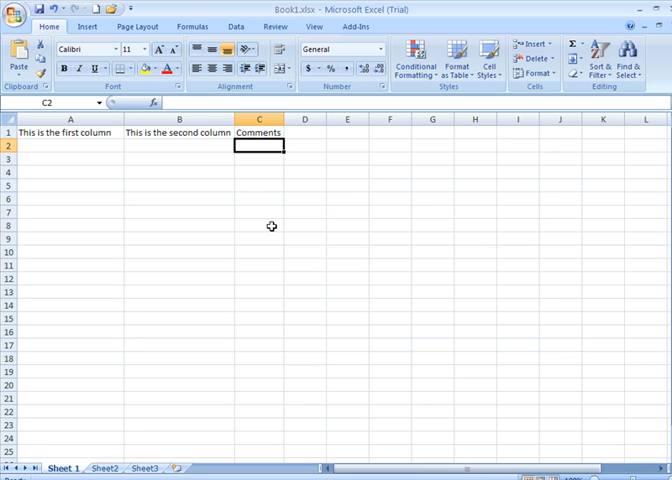 Book1.xlsx - Microsoft Excel (Trial)
Home Insert Page Layout Formulas Data Review View Add-Ins
Paste
Calibri 11 A A
B I U A
General
$ % ,
Conditional Formatting
Format as Table
Cell Styles
Insert
Delete
Format
Σ
Sort & Filter
Find & Select
Clipboard Font Alignment Number Styles Cells Editing
C2 fx
A B C D E F G H I J K L
1 This is the first column This is the second column Comments
2
3
4
5
6
7
8
9
10
11
12
13
14
15
16
17
18
19
20
21
22
23
24
25
Sheet 1 Sheet2 Sheet3
100%